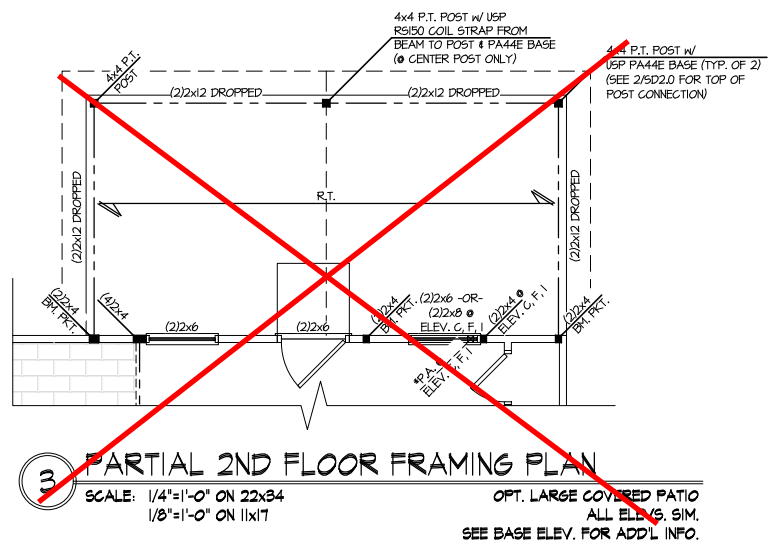 4x4 P.T. POST W/ USP
RS150 COIL STRAP FROM
BEAM TO POST & PA44E BASE
(@ CENTER POST ONLY)
4x4 P.T. POST W/
USP PA44E BASE (TYP. OF 2)
(SEE 2/SD2.0 FOR TOP OF
POST CONNECTION)
4x4 P.T.
POST
(2)2x12 DROPPED
(2)2x12 DROPPED
(2)2x12 DROPPED
(2)2x12 DROPPED
R.T.
(2)2x4
BM. PKT.
(4)2x4
(2)2x6
(2)2x6
(2)2x4
BM. PKT.
(2)2x6 -OR-
(2)2x8 @
ELEV. C, F, I
(2)2x4 @
ELEV. C, F, I
(2)2x4
BM. PKT.
*P.A.
ELEV. C, F, I
3
PARTIAL 2ND FLOOR FRAMING PLAN
SCALE: 1/4"=1'-0" ON 22x34
1/8"=1'-0" ON 11x17
OPT. LARGE COVERED PATIO
ALL ELEVS. SIM.
SEE BASE ELEV. FOR ADD'L INFO.